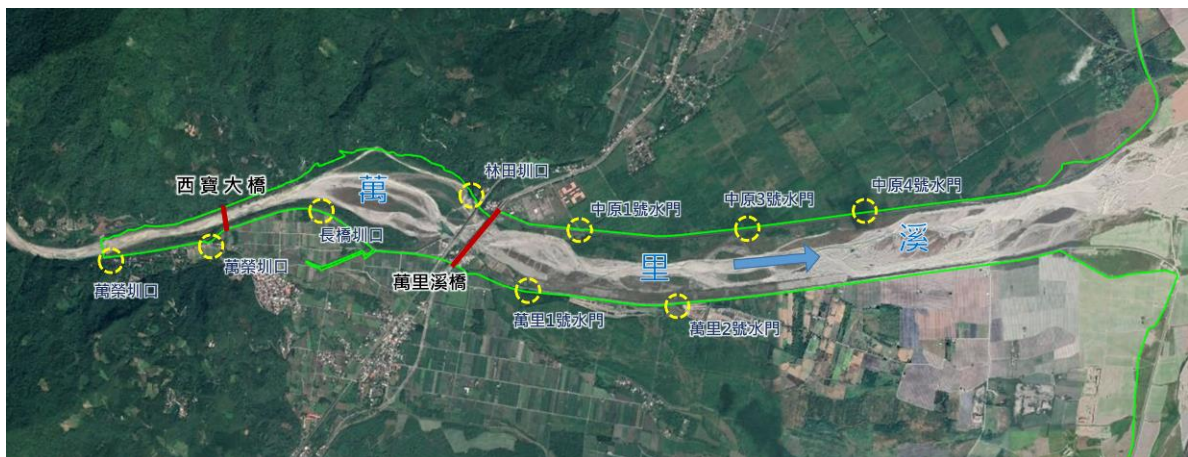 西寶大橋
萬
林田圳口
中原1號水門
中原3號水門
中原4號水門
萬榮圳口
萬榮圳口
長橋圳口
萬里溪橋
里
溪
萬里1號水門
萬里2號水門